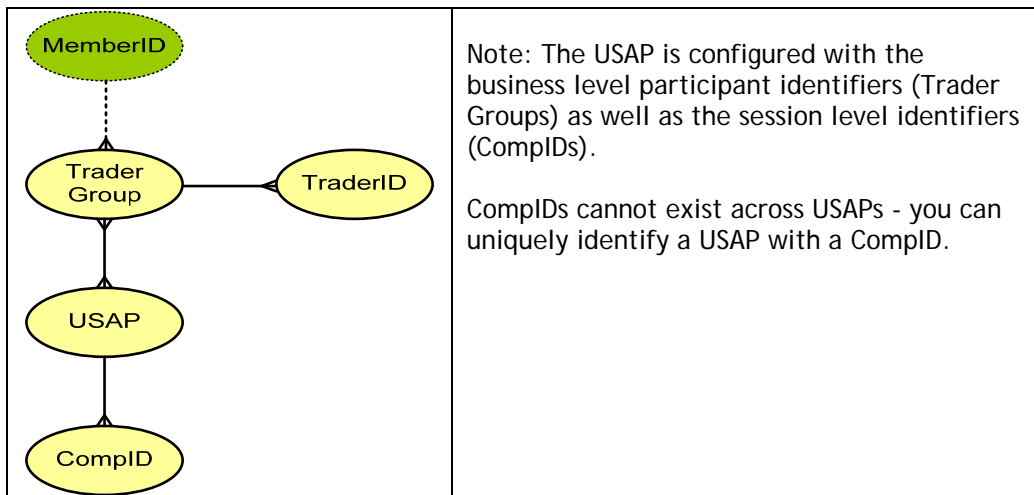 MemberID
Trader
Group
TraderID
USAP
CompID
Note: The USAP is configured with the
business level participant identifiers (Trader
Groups) as well as the session level identifiers
(CompIDs).
CompIDs cannot exist across USAPs - you can
uniquely identify a USAP with a CompID.